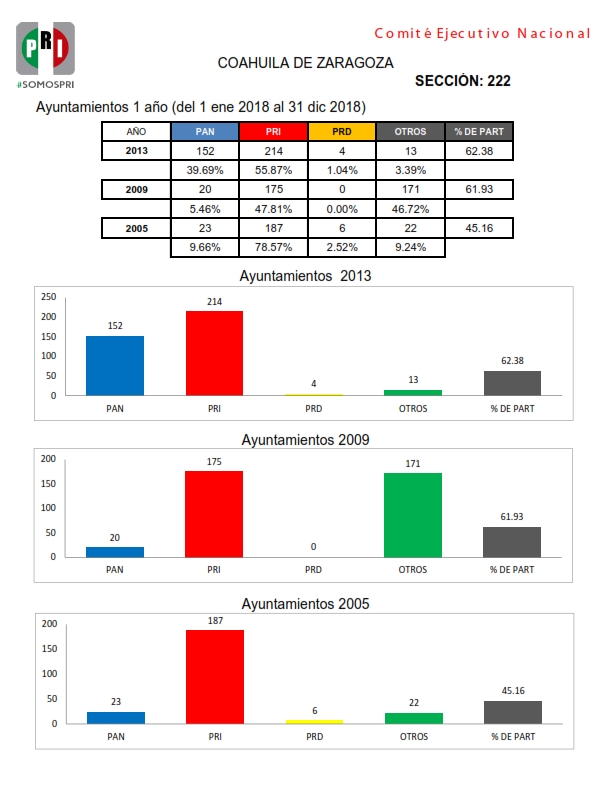 Comité Ejecutivo Nacional
PRI
#SOMOSPRI
COAHUILA DE ZARAGOZA
SECCIÓN: 222
Ayuntamientos 1 año (del 1 ene 2018 al 31 dic 2018)
AÑO PAN PRI PRD OTROS % DE PART
2013 152 214 4 13 62.38
39.69% 55.87% 1.04% 3.39%
2009 20 175 0 171 61.93
5.46% 47.81% 0.00% 46.72%
2005 23 187 6 22 45.16
9.66% 78.57% 2.52% 9.24%
Ayuntamientos 2013
250
200
150
100
50
0
152
214
4
13
62.38
PAN PRI PRD OTROS % DE PART
Ayuntamientos 2009
200
150
100
50
0
20
175
0
171
61.93
PAN PRI PRD OTROS % DE PART
Ayuntamientos 2005
200
150
100
50
0
23
187
6
22
45.16
PAN PRI PRD OTROS % DE PART